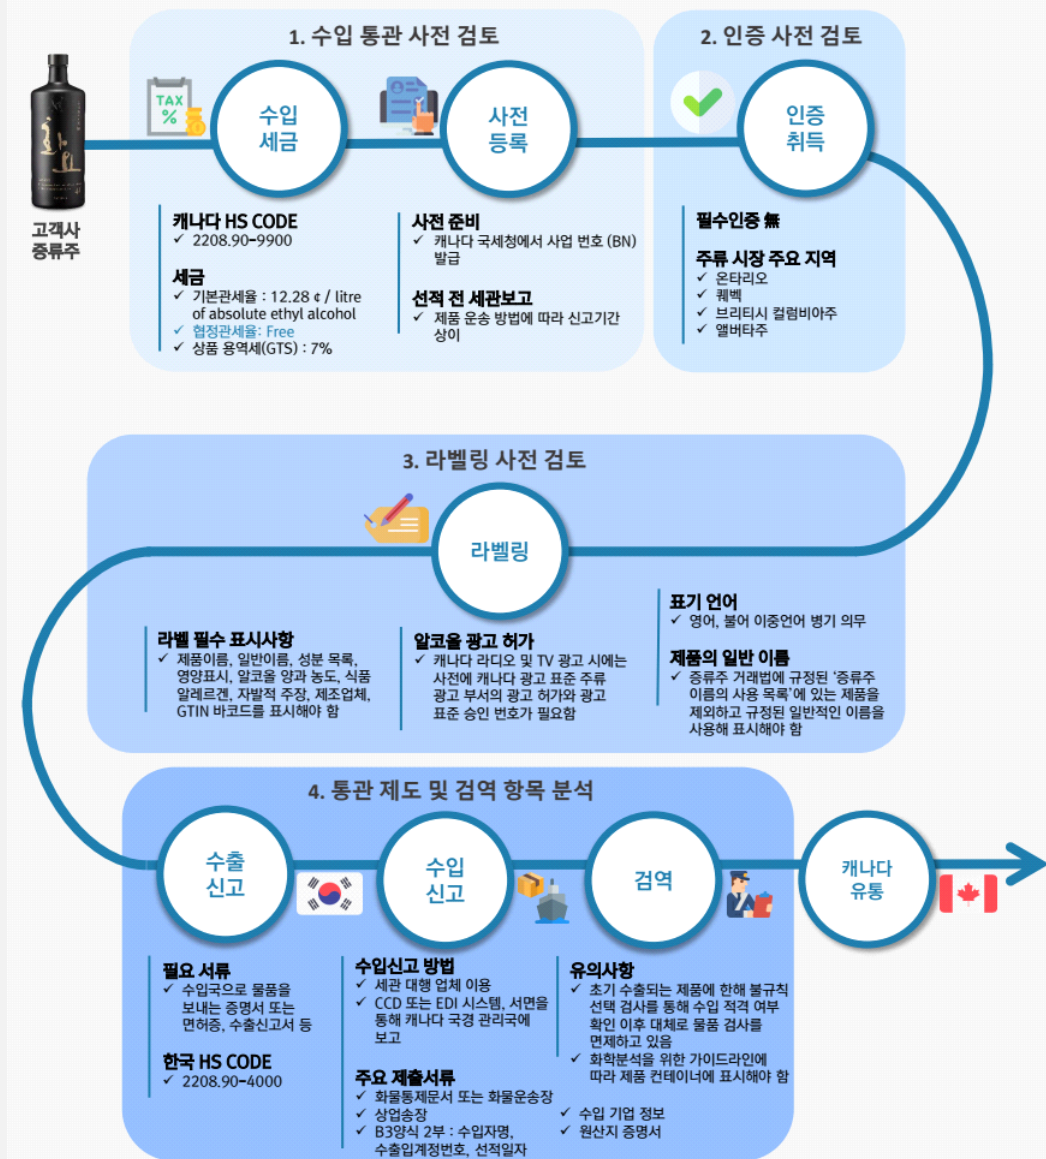 1. 수입 통관 사전 검토
2. 인증 사전 검토
TAX
%
수입
세금
사전
등록
인증
취득
화요
고객사
증류주
캐나다 HS CODE
✓ 2208.90-9900
세금
✓ 기본관세율 : 12.28 ¢ / litre
of absolute ethyl alcohol
✓ 협정관세율: Free
✓ 상품 용역세(GTS) : 7%
사전 준비
✓ 캐나다 국세청에서 사업 번호 (BN)
발급
선적 전 세관보고
✓ 제품 운송 방법에 따라 신고기간
상이
필수인증 無
주류 시장 주요 지역
✓ 온타리오
✓ 퀘벡
✓ 브리티시 컬럼비아주
✓ 앨버타주
3. 라벨링 사전 검토
라벨링
라벨 필수 표시사항
✓ 제품이름, 일반이름, 성분 목록,
영양표시, 알코올 양과 농도, 식품
알레르겐, 자발적 주장, 제조업체,
GTIN 바코드를 표시해야 함
알코올 광고 허가
✓ 캐나다 라디오 및 TV 광고 시에는
사전에 캐나다 광고 표준 주류
광고 부서의 광고 허가와 광고
표준 승인 번호가 필요함
표기 언어
✓ 영어, 불어 이중언어 병기 의무
제품의 일반 이름
✓ 증류주 거래법에 규정된 ‘증류주
이름의 사용 목록’에 있는 제품을
제외하고 규정된 일반적인 이름을
사용해 표시해야 함
4. 통관 제도 및 검역 항목 분석
수출
신고
수입
신고
검역
캐나다
유통
필요 서류
✓ 수입국으로 물품을
보내는 증명서 또는
면허증, 수출신고서 등
한국 HS CODE
✓ 2208.90-4000
수입신고 방법
✓ 세관 대행 업체 이용
✓ CCD 또는 EDI 시스템, 서면을
통해 캐나다 국경 관리국에
보고
주요 제출서류
✓ 화물통제문서 또는 화물운송장
✓ 상업송장
✓ B3양식 2부 : 수입자명,
수출입계정번호, 선적일자
✓ 수입 기업 정보
✓ 원산지 증명서
유의사항
✓ 초기 수출되는 제품에 한해 불규칙
선택 검사를 통해 수입 적격 여부
확인 이후 대체로 물품 검사를
면제하고 있음
✓ 화학분석을 위한 가이드라인에
따라 제품 컨테이너에 표시해야 함